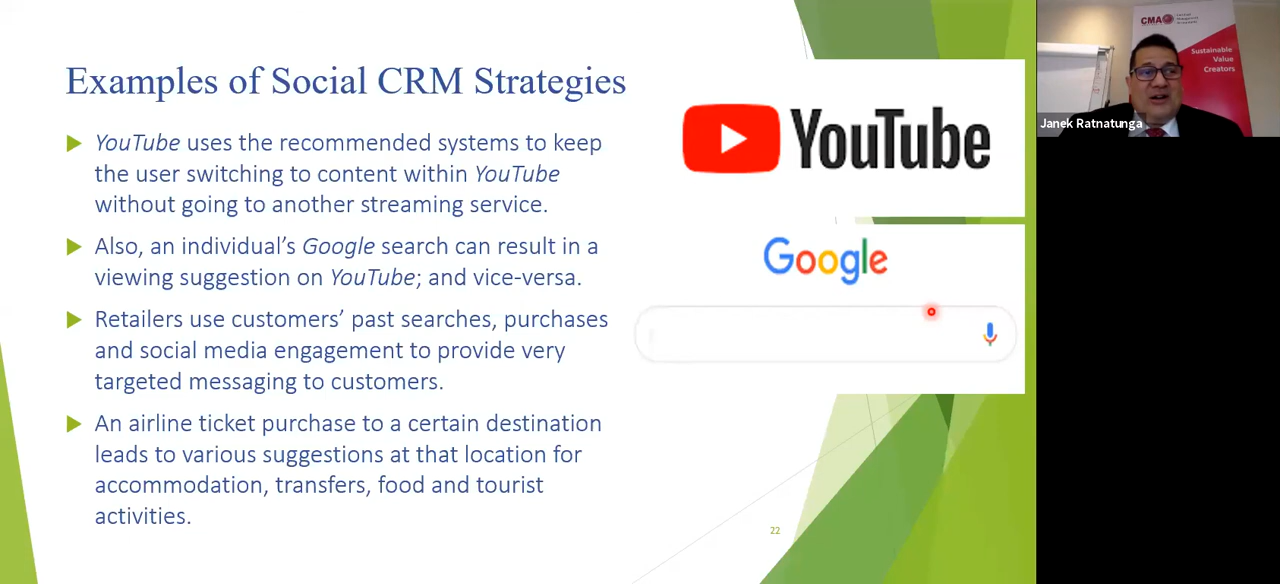 Examples of Social CRM Strategies
YouTube uses the recommended systems to keep
the user switching to content within YouTube
without going to another streaming service.
Also, an individual's Google search can result in a
viewing suggestion on YouTube; and vice-versa.
Retailers use customers' past searches, purchases
and social media engagement to provide very
targeted messaging to customers.
An airline ticket purchase to a certain destination
leads to various suggestions at that location for
accommodation, transfers, food and tourist
activities.
YouTube
Google
22
CMA
Sustainable
Value
Creators
Janek Ratnatunga